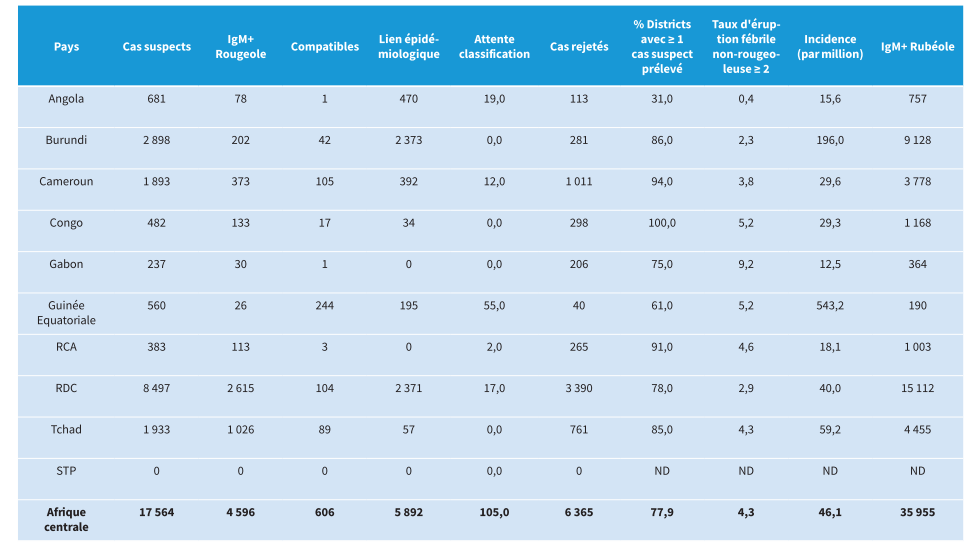 Pays Cas suspects IgM+ Rougeole Compatibles Lien épidé-miologique Attente classification Cas rejetés % Districts avec ≥ 1 cas suspect prélevé Taux d'érup-tion fébrile non-rougeo-leuse ≥ 2 Incidence (par million) IgM+ Rubéole
Angola 681 78 1 470 19,0 113 31,0 0,4 15,6 757
Burundi 2 898 202 42 2 373 0,0 281 86,0 2,3 196,0 9 128
Cameroun 1 893 373 105 392 12,0 1 011 94,0 3,8 29,6 3 778
Congo 482 133 17 34 0,0 298 100,0 5,2 29,3 1 168
Gabon 237 30 1 0 0,0 206 75,0 9,2 12,5 364
Guinée Equatoriale 560 26 244 195 55,0 40 61,0 5,2 543,2 190
RCA 383 113 3 0 2,0 265 91,0 4,6 18,1 1 003
RDC 8 497 2 615 104 2 371 17,0 3 390 78,0 2,9 40,0 15 112
Tchad 1 933 1 026 89 57 0,0 761 85,0 4,3 59,2 4 455
STP 0 0 0 0 0,0 0 ND ND ND ND
Afrique centrale 17 564 4 596 606 5 892 105,0 6 365 77,9 4,3 46,1 35 955